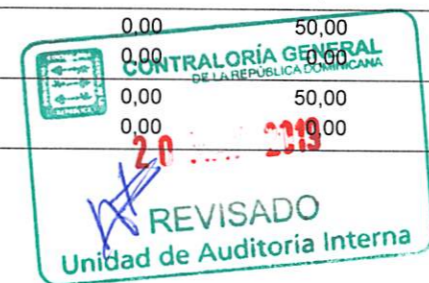 0,00 50,00
0,00 0,00
CONTRALORÍA GENERAL
DE LA REPÚBLICA DOMINICANA
0,00 50,00
0,00 0,00
20 2019
REVISADO
Unidad de Auditoría Interna